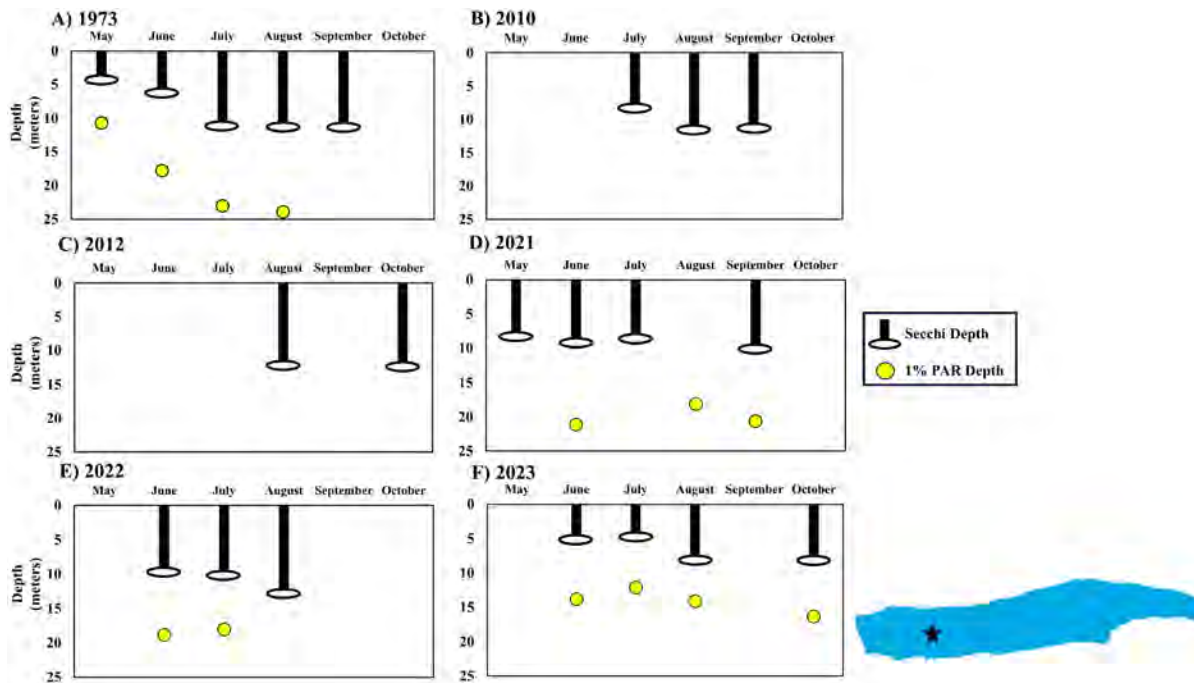 A) 1973
May June July August September October
0
5
10
15
20
25
Depth
(meters)
B) 2010
May June July August September October
0
5
10
15
20
25
C) 2012
May June July August September October
0
5
10
15
20
25
Depth
(meters)
D) 2021
May June July August September October
0
5
10
15
20
25
Secchi Depth
1% PAR Depth
E) 2022
May June July August September October
0
5
10
15
20
25
Depth
(meters)
F) 2023
May June July August September October
0
5
10
15
20
25